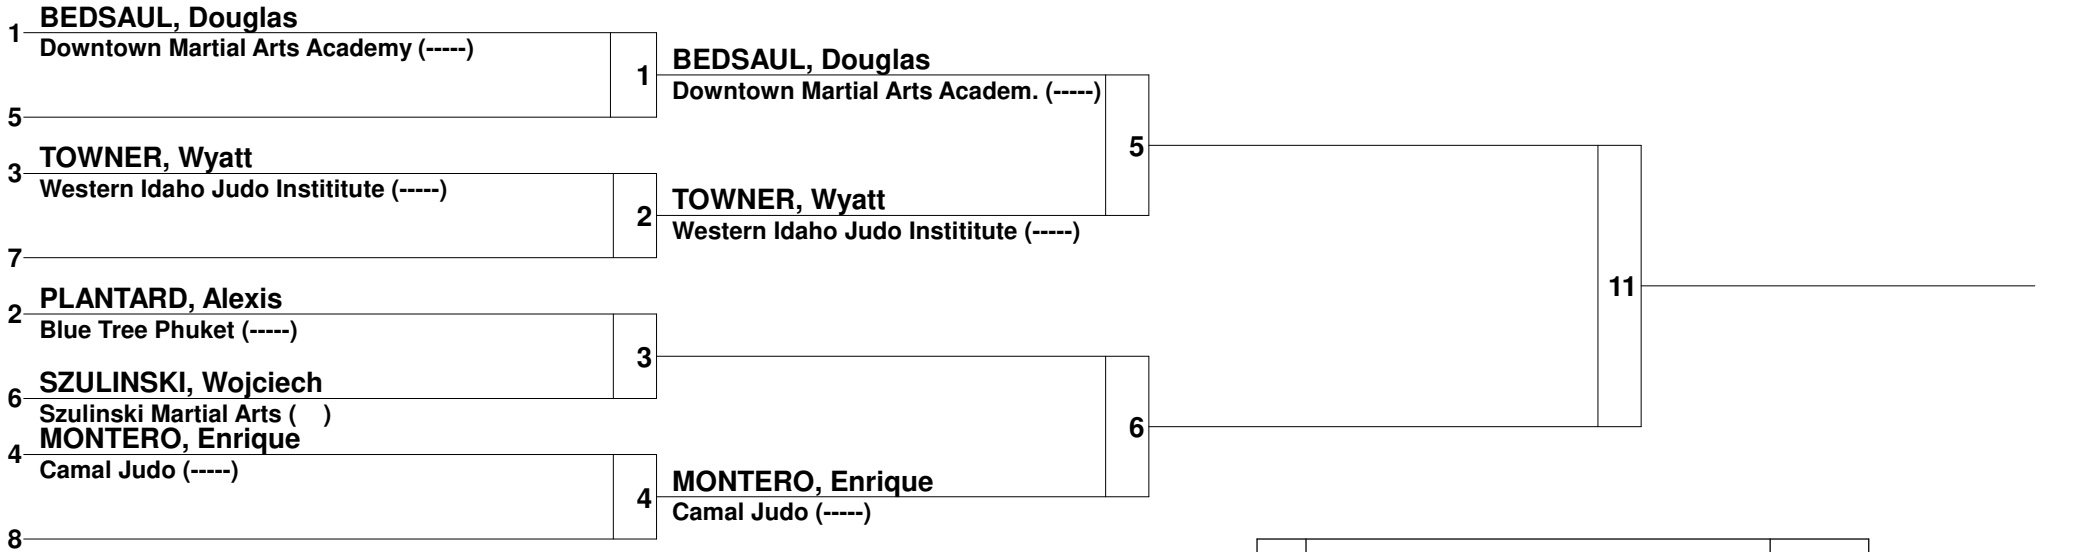 BEDSAUL, Douglas
1
Downtown Martial Arts Academy (-----)
1
BEDSAUL, Douglas
Downtown Martial Arts Academ. (-----)
5
5
TOWNER, Wyatt
3
Western Idaho Judo Instititute (-----)
2
TOWNER, Wyatt
Western Idaho Judo Instititute (-----)
7
PLANTARD, Alexis
2
Blue Tree Phuket (-----)
11
3
SZULINSKI, Wojciech
6
Szulinski Martial Arts ( )
MONTERO, Enrique
4
Camal Judo (-----)
6
4
MONTERO, Enrique
Camal Judo (-----)
8